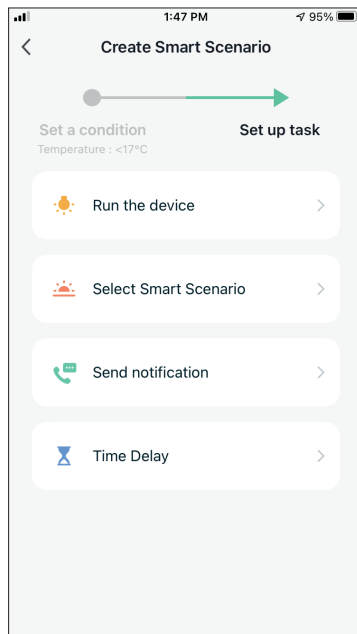 1:47 PM
95%
Create Smart Scenario
Set a condition
Set up task
Temperature : <17°C
Run the device
Select Smart Scenario
Send notification
Time Delay